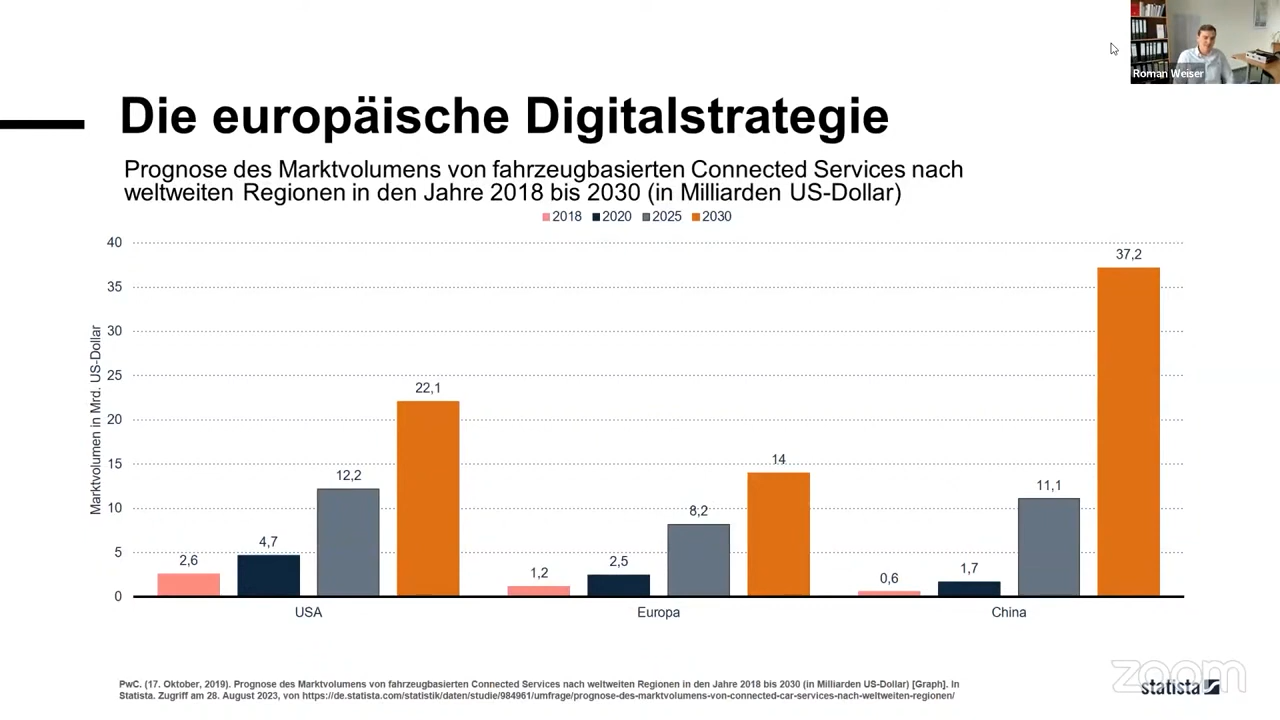 Roman Weiser
Die europäische Digitalstrategie
Prognose des Marktvolumens von fahrzeugbasierten Connected Services nach
weltweiten Regionen in den Jahre 2018 bis 2030 (in Milliarden US-Dollar)
2018 2020 2025 2030
Marktvolumen in Mrd. US-Dollar
40
35
30
25
20
15
10
5
0
2,6
4,7
12,2
22,1
1,2
2,5
8,2
14
0,6
1,7
11,1
37,2
USA Europa China
PwC. (17. Oktober, 2019). Prognose des Marktvolumens von fahrzeugbasierten Connected Services nach weltweiten Regionen in den Jahre 2018 bis 2030 (in Milliarden US-Dollar) [Graph]. In
Statista. Zugriff am 28. August 2023, von https://de.statista.com/statistik/daten/studie/984961/umfrage/prognose-des-marktvolumens-von-connected-car-services-nach-weltweiten-regionen/
zoom
statista